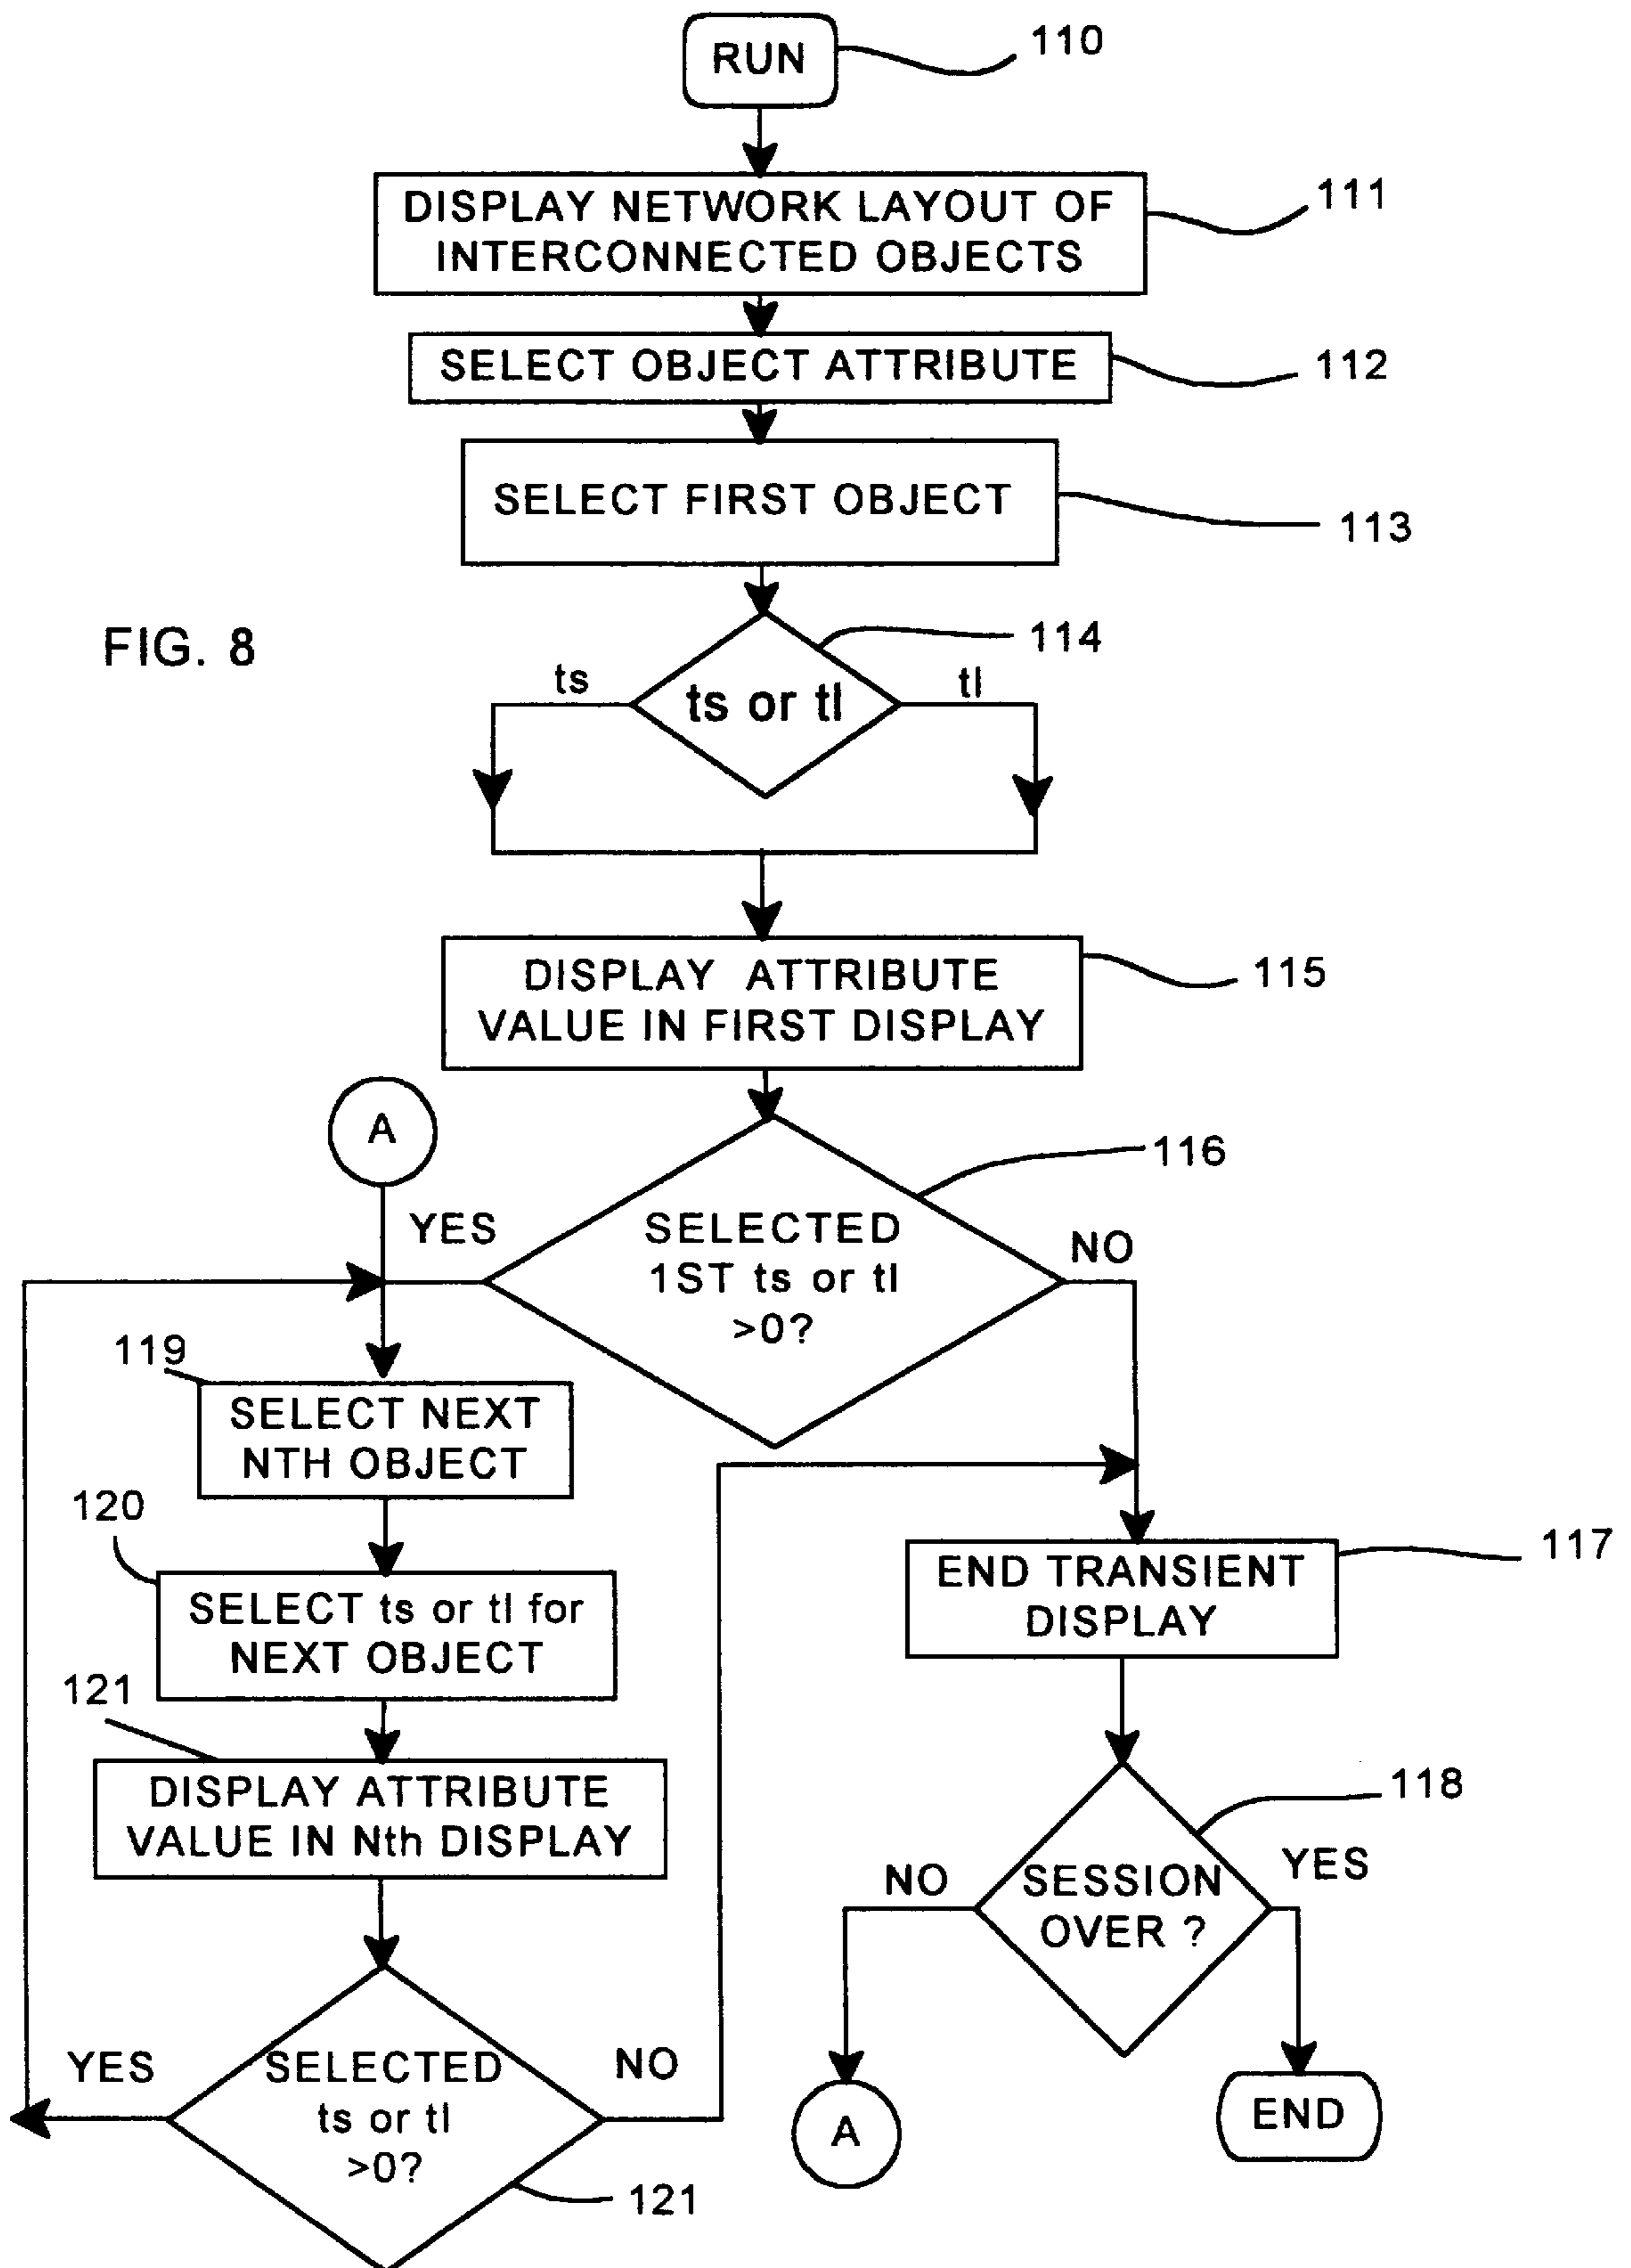 RUN
110
DISPLAY NETWORK LAYOUT OF
INTERCONNECTED OBJECTS
111
SELECT OBJECT ATTRIBUTE
112
SELECT FIRST OBJECT
113
FIG. 8
114
ts
ts or tl
tl
DISPLAY ATTRIBUTE
VALUE IN FIRST DISPLAY
115
A
116
YES
SELECTED
1ST ts or tl
>0?
NO
119
SELECT NEXT
NTH OBJECT
120
SELECT ts or tl for
NEXT OBJECT
END TRANSIENT
DISPLAY
117
121
DISPLAY ATTRIBUTE
VALUE IN Nth DISPLAY
118
NO
SESSION
OVER ?
YES
YES
SELECTED
ts or tl
>0?
NO
121
A
END